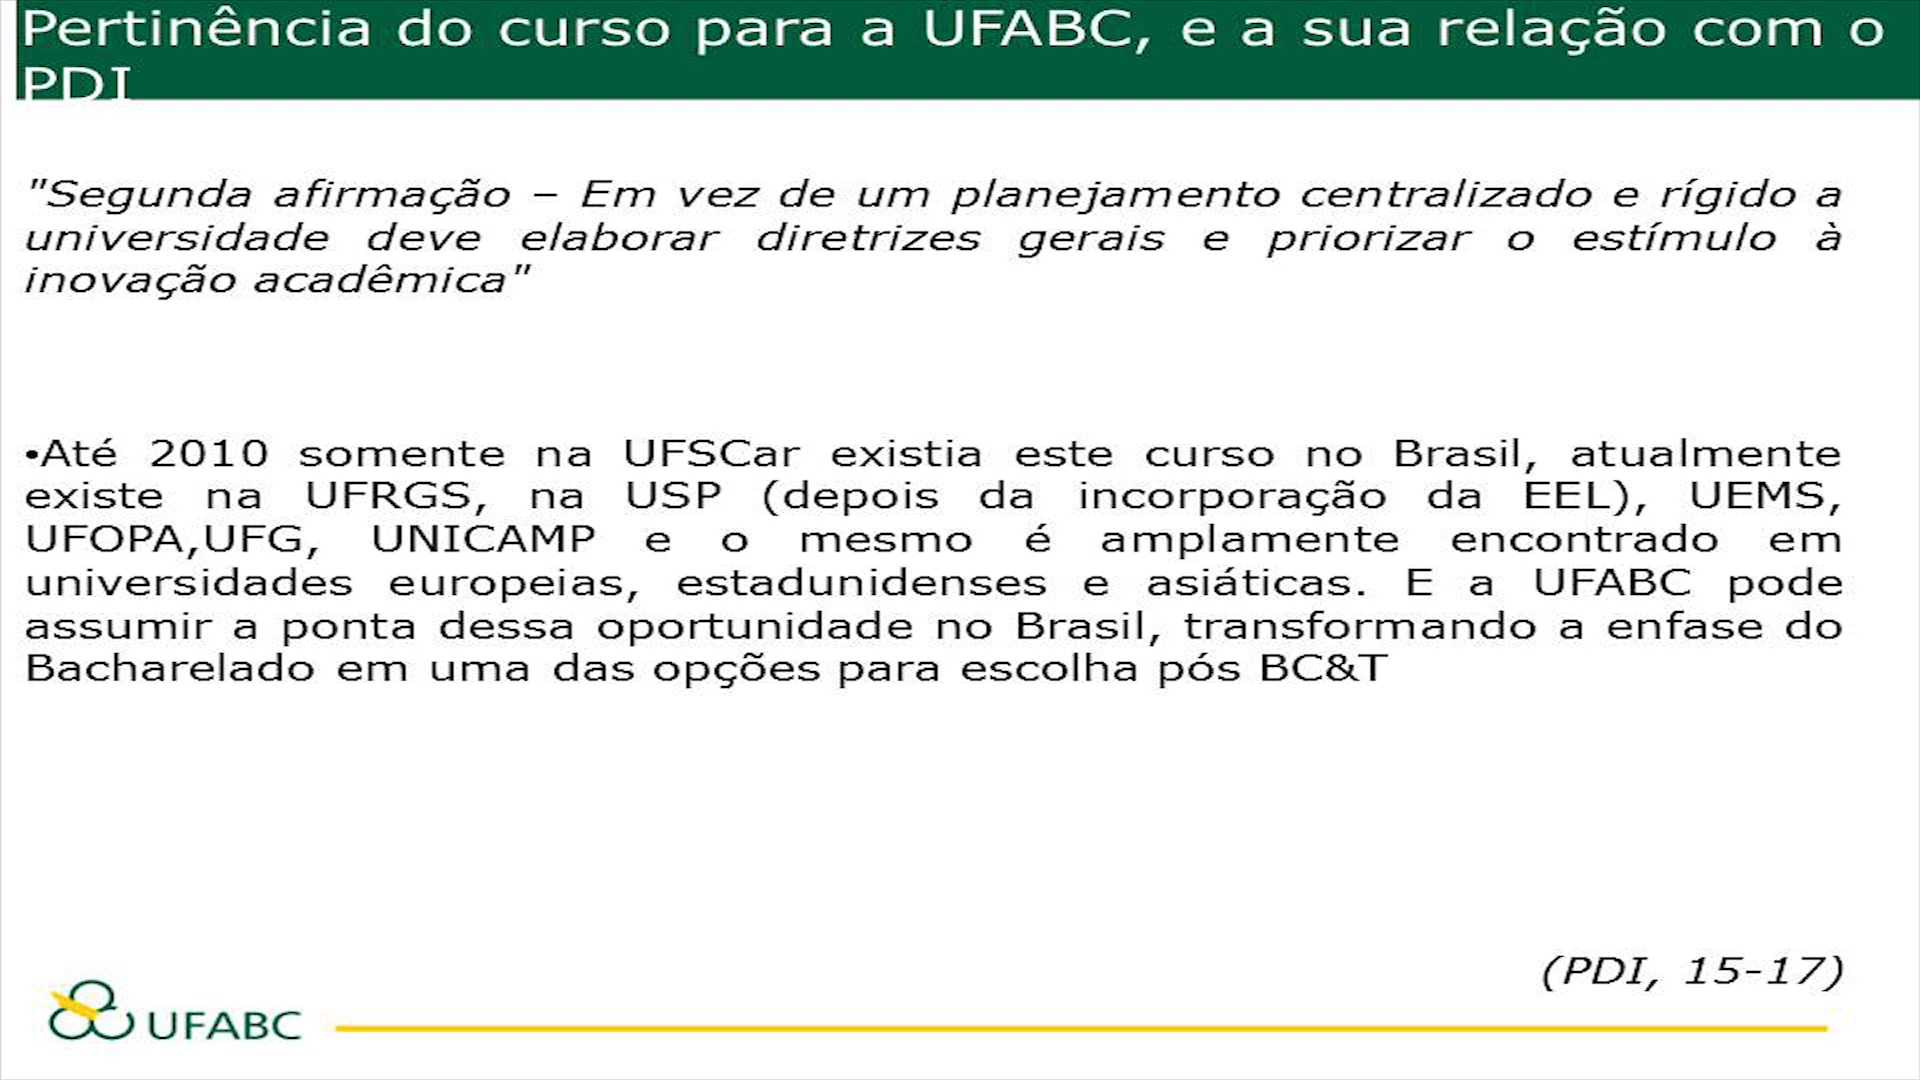 Pertinência do curso para a UFABC, e a sua relação com o
PDI
"Segunda afirmação – Em vez de um planejamento centralizado e rígido a
universidade deve elaborar diretrizes gerais e priorizar o estímulo à
inovação acadêmica"
•Até 2010 somente na UFSCar existia este curso no Brasil, atualmente
existe na UFRGS, na USP (depois da incorporação da EEL), UEMS,
UFOPA,UFG, UNICAMP e o mesmo é amplamente encontrado em
universidades europeias, estadunidenses e asiáticas. E a UFABC pode
assumir a ponta dessa oportunidade no Brasil, transformando a enfase do
Bacharelado em uma das opções para escolha pós BC&T
(PDI, 15-17)
UFABC